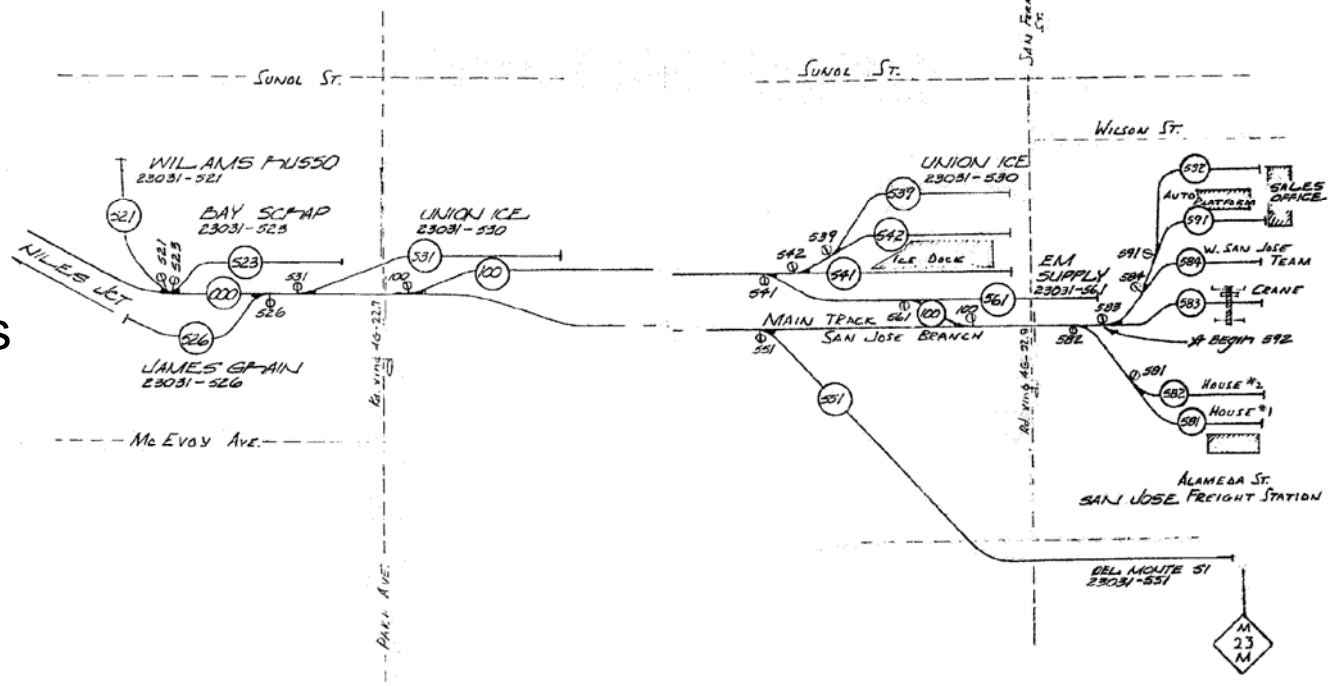 SAN FERN
ST.
SUNOL ST.
SUNOL ST.
WILSON ST.
WILAMS RUSSO
23031-521
521
BAY SCRAP
23031-523
523
521
523
NILES JCT
000
526
526
JAMES GRAIN
23031-526
S
531
UNION ICE
23031-530
531
100
100
MCEVOY AVE.
PARK AVE.
UNION ICE
23031-530
539
542
539
542
541
ICE DOCK
541
EM
SUPPLY
23031-561
561
561
100
100
MAIN TRACK
SAN JOSE BRANCH
551
551
582
583
592
AUTO PLATFORM
SALES
OFFICE
591
591
584
584
W. SAN JOSE
TEAM
583
CRANE
BEGIN 592
581
582
HOUSE #2
581
HOUSE #1
ALAMEDA ST.
SAN JOSE FREIGHT STATION
DEL MONTE 51
23031-551
M
23
M